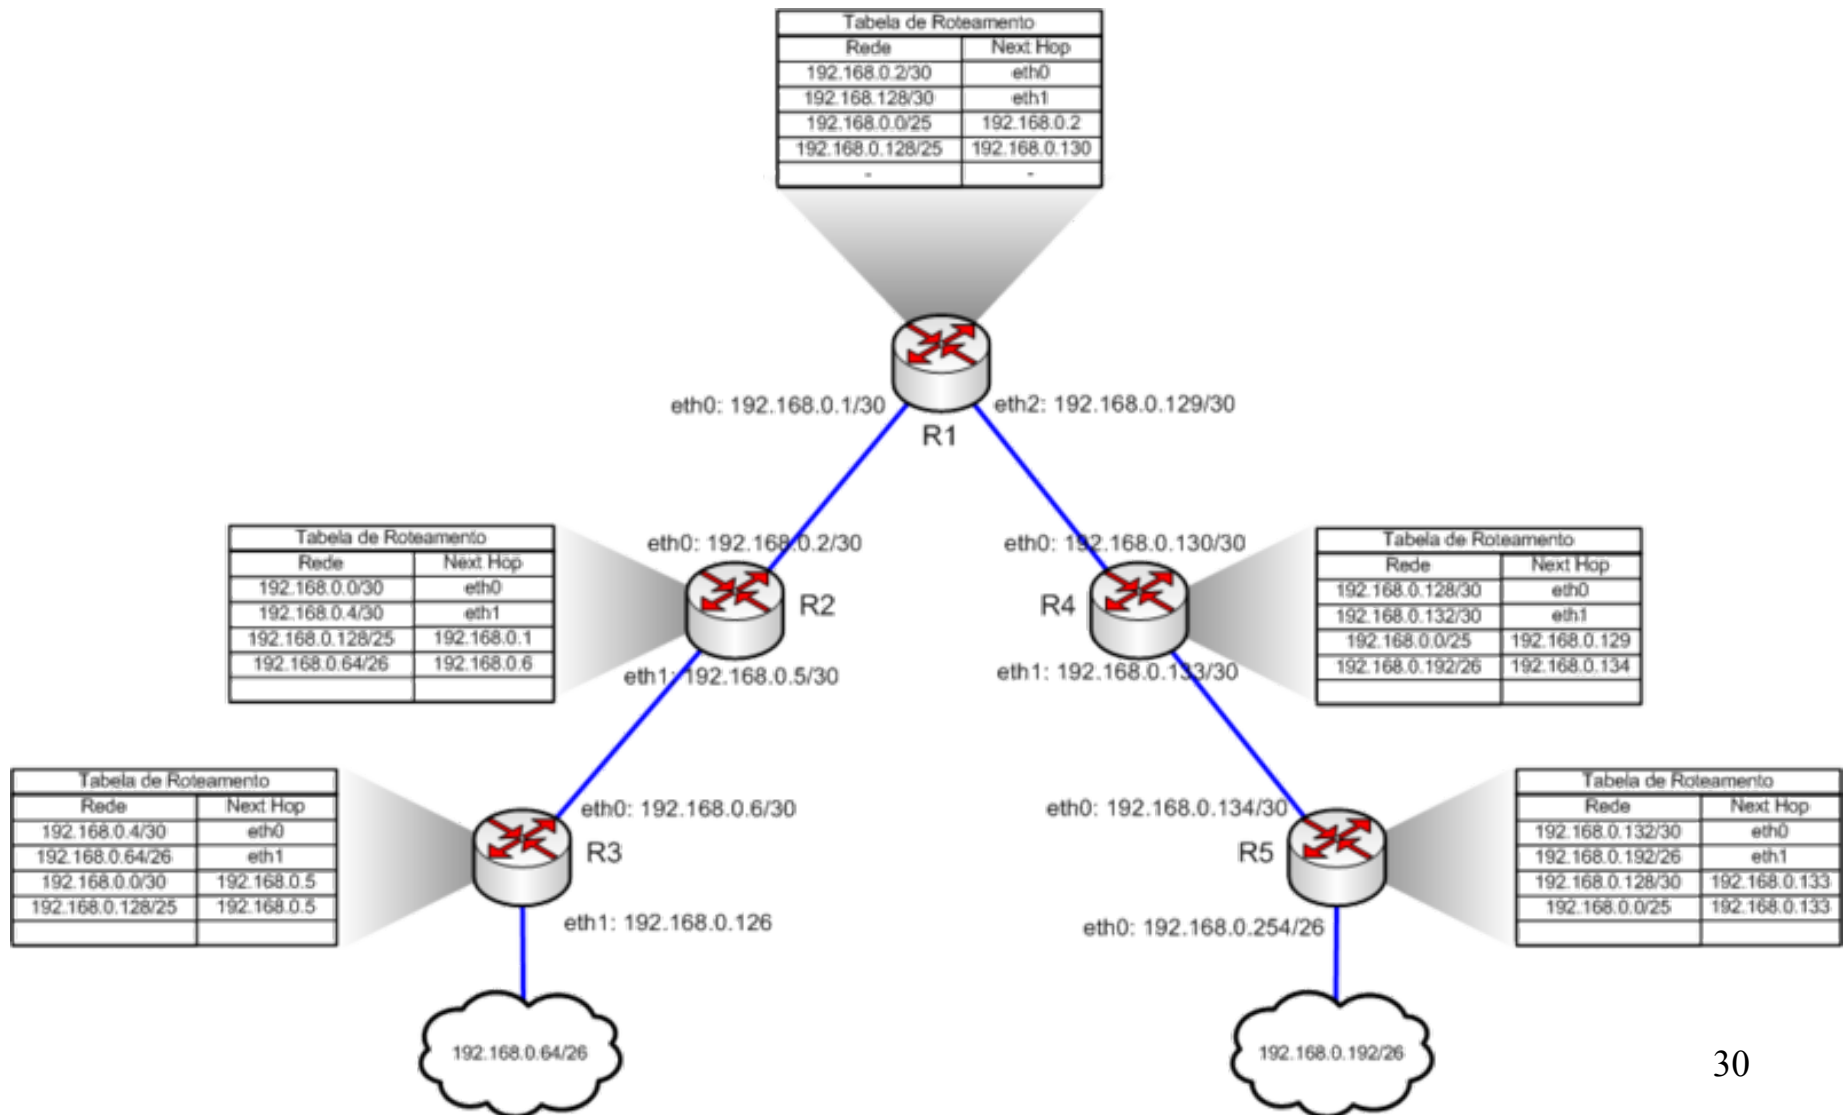 Tabela de Roteamento
Rede Next Hop
192.168.0.2/30 eth0
192.168.128/30 eth1
192.168.0.0/25 192.168.0.2
192.168.0.128/25 192.168.0.130
- -
eth0: 192.168.0.1/30
eth2: 192.168.0.129/30
R1
Tabela de Roteamento
Rede Next Hop
192.168.0.0/30 eth0
192.168.0.4/30 eth1
192.168.0.128/25 192.168.0.1
192.168.0.64/26 192.168.0.6
eth0: 192.168.0.2/30
R2
eth1: 192.168.0.5/30
eth0: 192.168.0.130/30
R4
eth1: 192.168.0.133/30
Tabela de Roteamento
Rede Next Hop
192.168.0.128/30 eth0
192.168.0.132/30 eth1
192.168.0.0/25 192.168.0.129
192.168.0.192/26 192.168.0.134
Tabela de Roteamento
Rede Next Hop
192.168.0.4/30 eth0
192.168.0.64/26 eth1
192.168.0.0/30 192.168.0.5
192.168.0.128/25 192.168.0.5
eth0: 192.168.0.6/30
R3
eth1: 192.168.0.126
eth0: 192.168.0.134/30
R5
eth0: 192.168.0.254/26
Tabela de Roteamento
Rede Next Hop
192.168.0.132/30 eth0
192.168.0.192/26 eth1
192.168.0.128/30 192.168.0.133
192.168.0.0/25 192.168.0.133
192.168.0.64/26
192.168.0.192/26
30